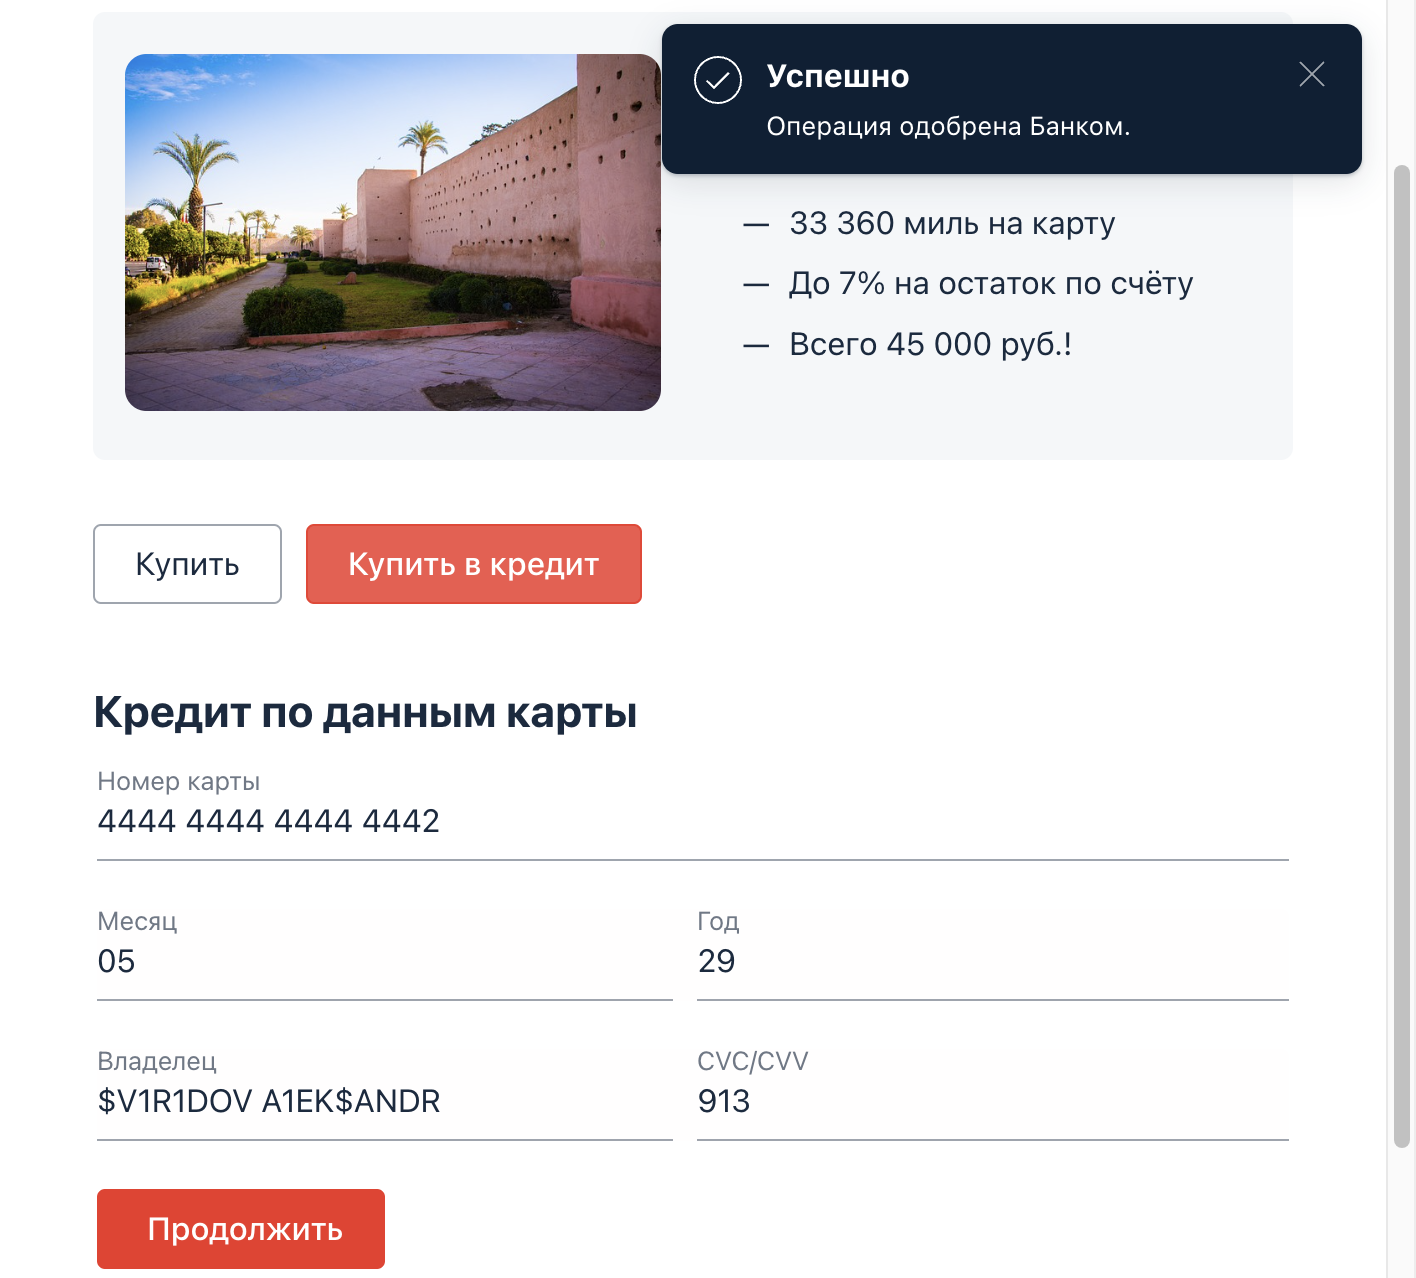 Успешно
Операция одобрена Банком.
— 33 360 миль на карту
— До 7% на остаток по счёту
— Всего 45 000 руб.!
Купить
Купить в кредит
Кредит по данным карты
Номер карты
4444 4444 4444 4442
Месяц
Год
05
29
Владелец
CVC/CVV
$V1R1DOV A1EK$ANDR
913
Продолжить